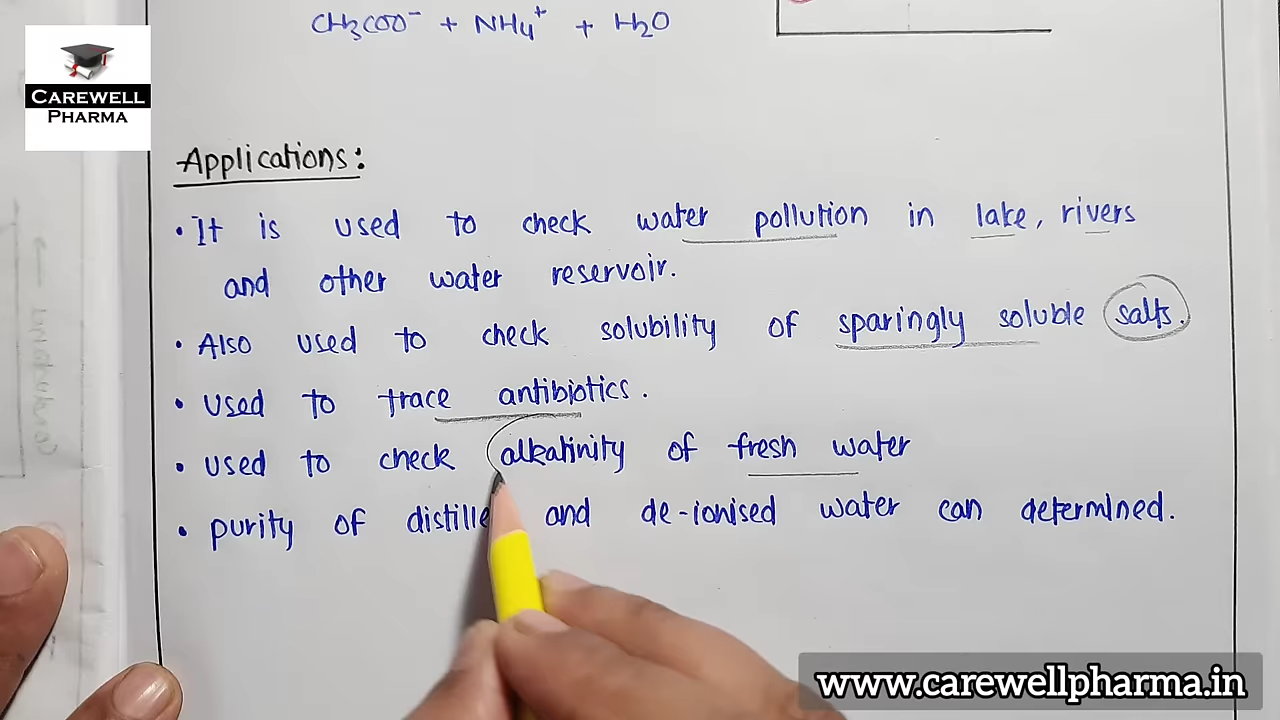 CH3COO⁻ + NH4⁺ + H2O
CAREWELL
PHARMA
Applications:
• It is used to check water pollution in lake, rivers
and other water reservoir.
• Also used to check solubility of sparingly soluble salts.
• Used to trace antibiotics.
• Used to check alkalinity of fresh water
• purity of distille and de-ionised water can determined.
www.carewellpharma.in